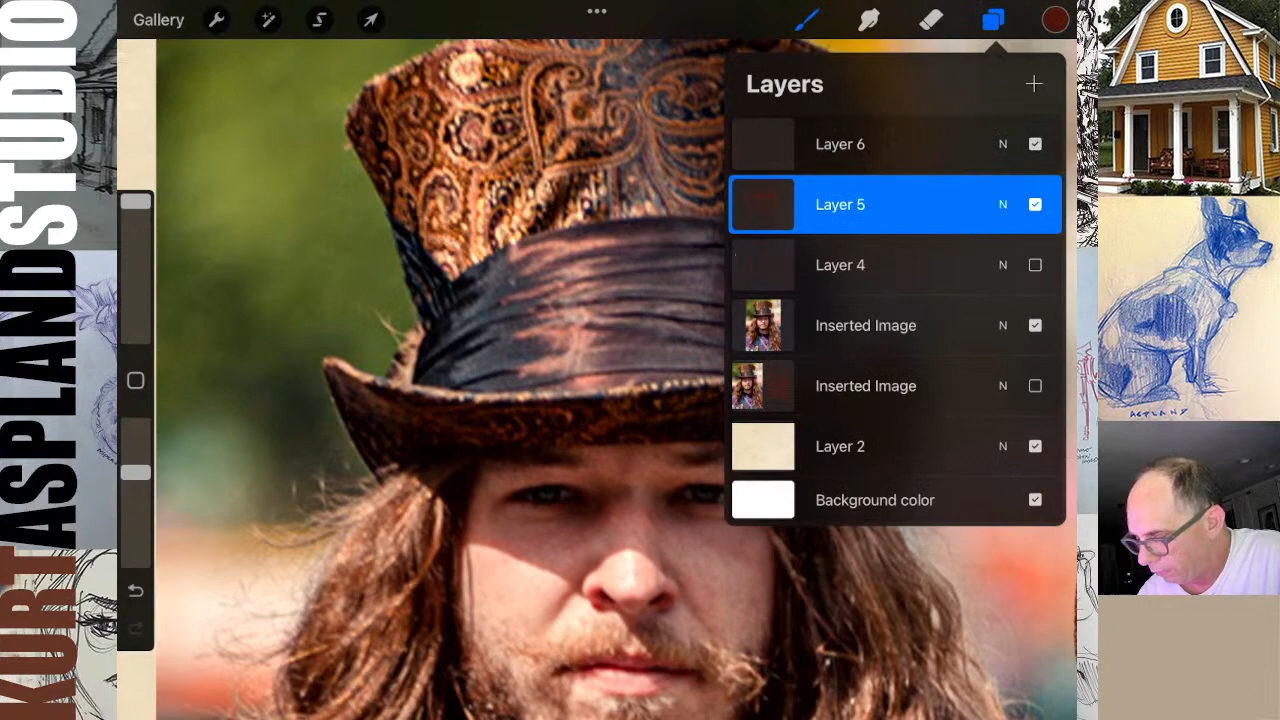 KURT ASPLAND STUDIO
Gallery
Layers
Layer 6 N
Layer 5 N
Layer 4 N
Inserted Image N
Inserted Image N
Layer 2 N
Background color
ASPLAND